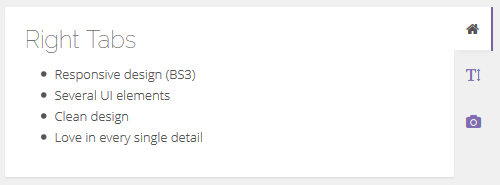 Right Tabs
Responsive design (BS3)
Several UI elements
Clean design
Love in every single detail